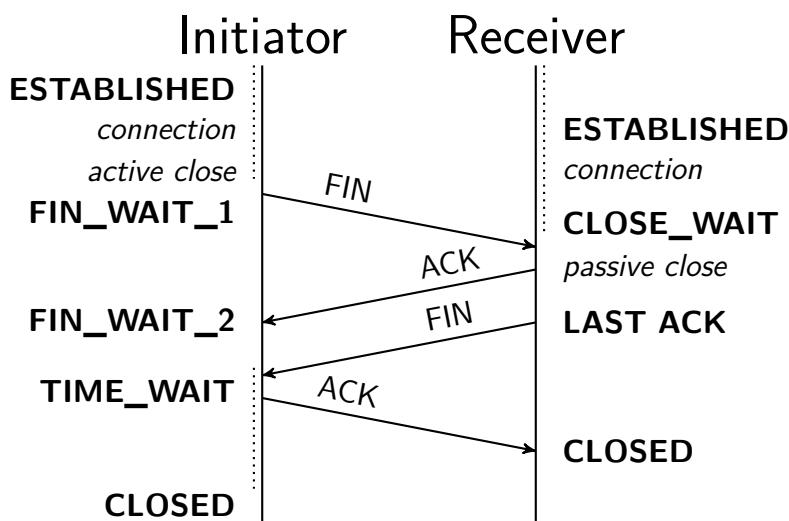 Initiator Receiver
ESTABLISHED
connection
active close
ESTABLISHED
connection
FIN
FIN_WAIT_1
CLOSE_WAIT
passive close
ACK
FIN
FIN_WAIT_2
LAST ACK
TIME_WAIT
ACK
CLOSED
CLOSED